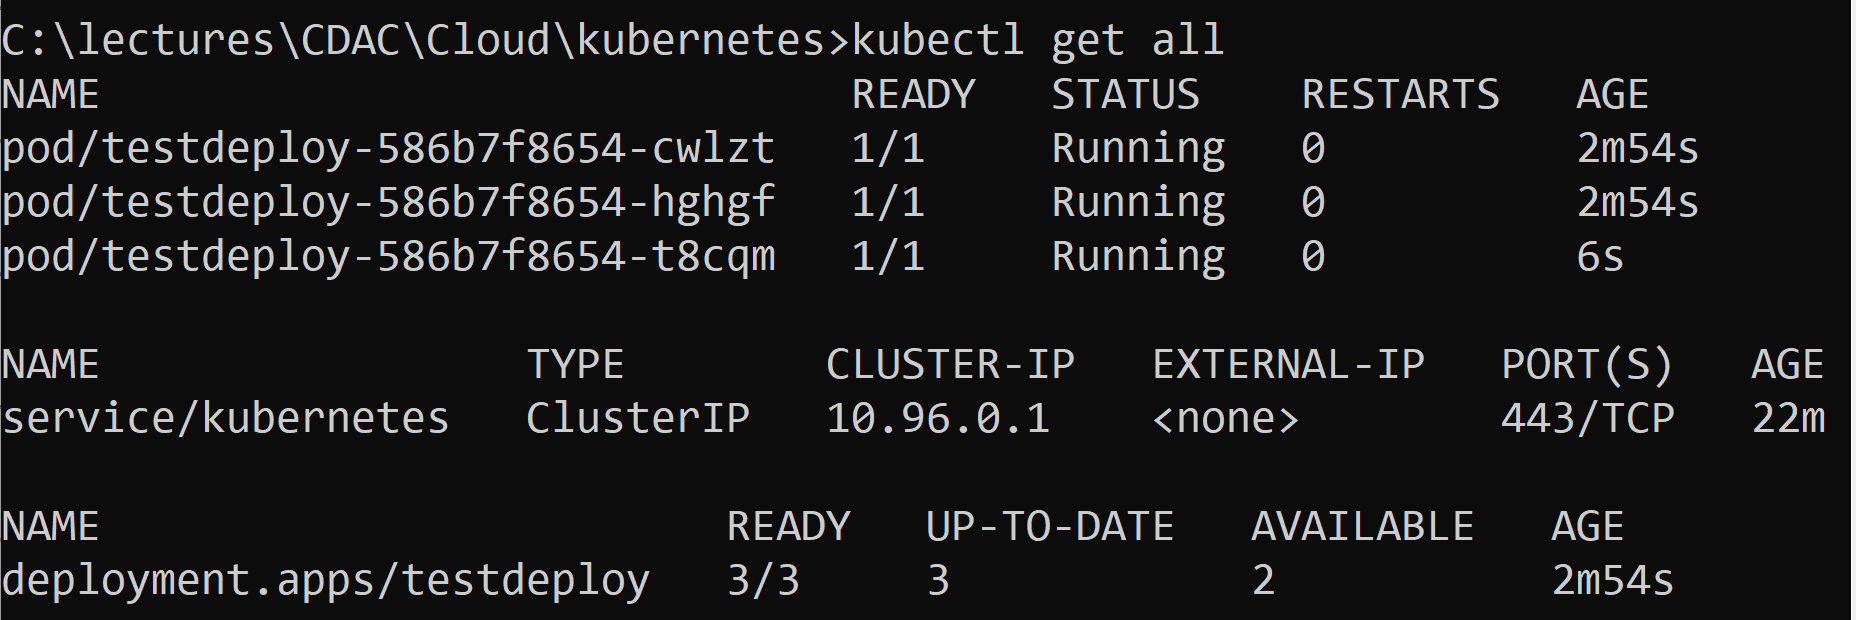 C:\lectures\CDAC\Cloud\kubernetes>kubectl get all
NAME READY STATUS RESTARTS AGE
pod/testdeploy-586b7f8654-cwlzt 1/1 Running 0 2m54s
pod/testdeploy-586b7f8654-hghgf 1/1 Running 0 2m54s
pod/testdeploy-586b7f8654-t8cqm 1/1 Running 0 6s
NAME TYPE CLUSTER-IP EXTERNAL-IP PORT(S) AGE
service/kubernetes ClusterIP 10.96.0.1 <none> 443/TCP 22m
NAME READY UP-TO-DATE AVAILABLE AGE
deployment.apps/testdeploy 3/3 3 2 2m54s